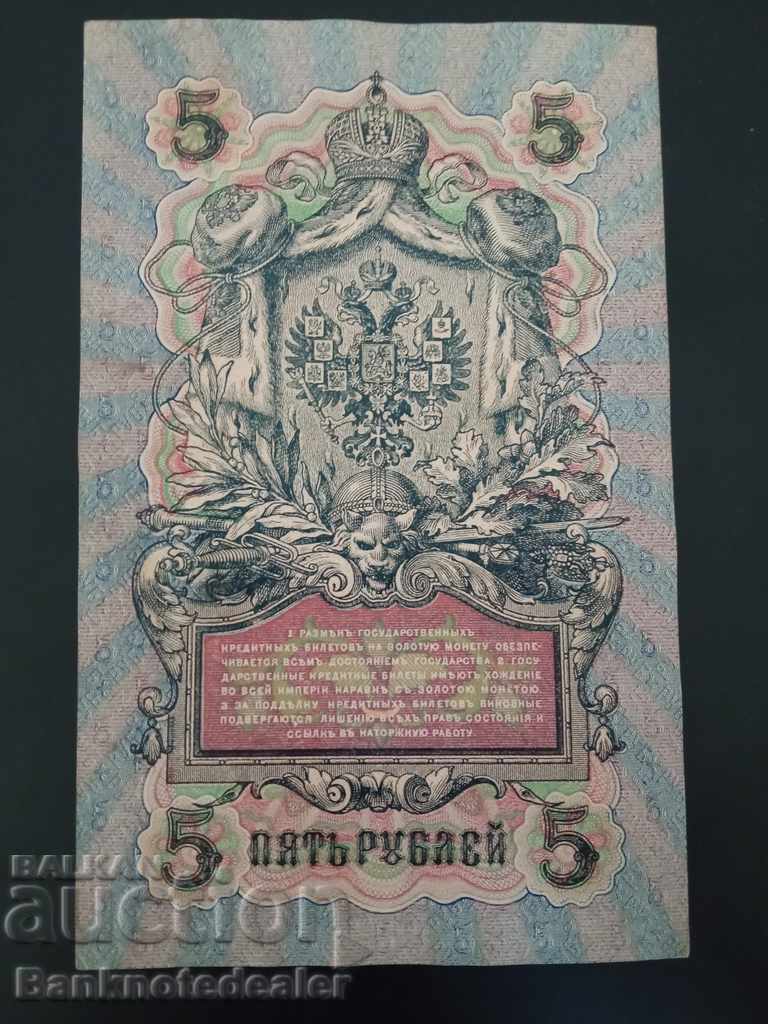 5 5
1 РАЗМѢНЪ ГОСУДАРСТВЕННЫХЪ
КРЕДИТНЫХЪ БИЛЕТОВЪ НА ЗОЛОТУЮ МОНЕТУ ОБЕЗПЕ-
ЧИВАЕТСЯ ВСѢМЪ ДОСТОЯНІЕМЪ ГОСУДАРСТВА. 2. ГОСУ-
ДАРСТВЕННЫЕ КРЕДИТНЫЕ БИЛЕТЫ ИМѢЮТЪ ХОЖДЕНІЕ
ВО ВСЕЙ ИМПЕРІИ НАРАВНѢ СЪ ЗОЛОТОЮ МОНЕТОЮ.
3. ЗА ПОДДѢЛКУ КРЕДИТНЫХЪ БИЛЕТОВЪ ВИНОВНЫЕ
ПОДВЕРГАЮТСЯ ЛИШЕНІЮ ВСѢХЪ ПРАВЪ СОСТОЯНІЯ И
ССЫЛКѢ ВЪ КАТОРЖНУЮ РАБОТУ.
5 ПЯТЬ РУБЛЕЙ 5
BALKAN
auction
Banknotedealer